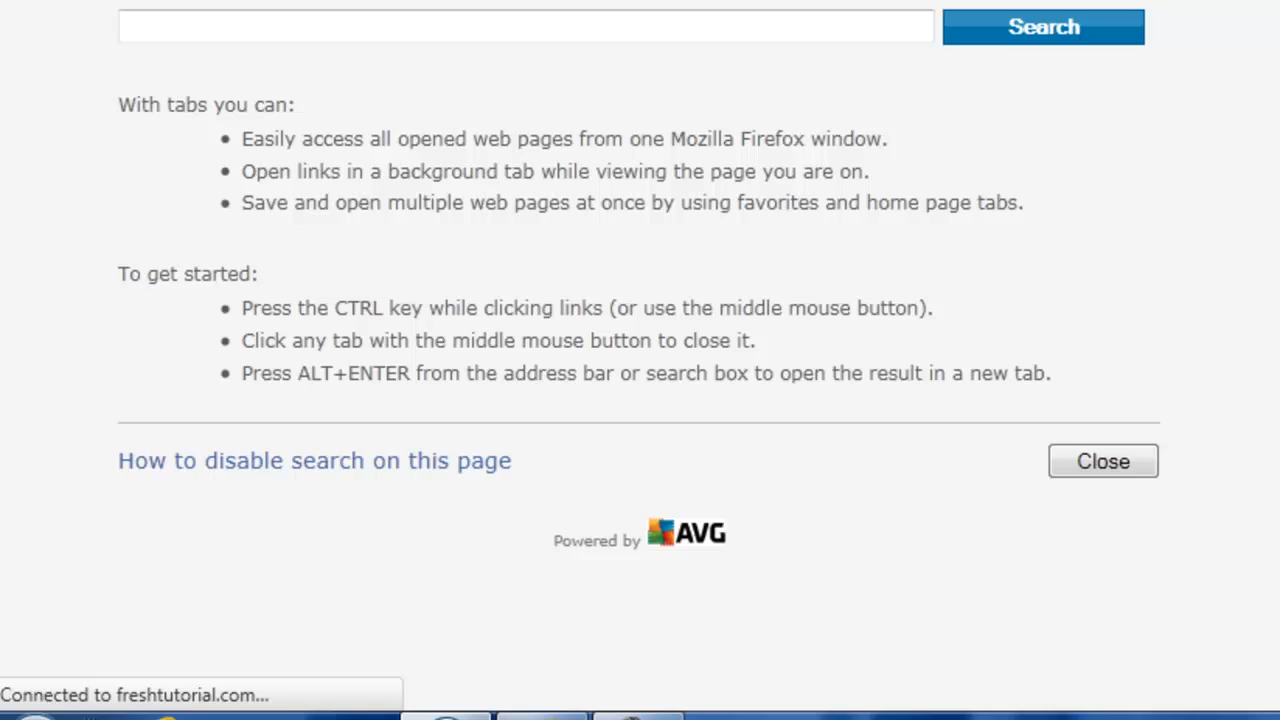 Search
With tabs you can:
Easily access all opened web pages from one Mozilla Firefox window.
Open links in a background tab while viewing the page you are on.
Save and open multiple web pages at once by using favorites and home page tabs.
To get started:
Press the CTRL key while clicking links (or use the middle mouse button).
Click any tab with the middle mouse button to close it.
Press ALT+ENTER from the address bar or search box to open the result in a new tab.
How to disable search on this page
Close
Powered by AVG
Connected to freshtutorial.com...